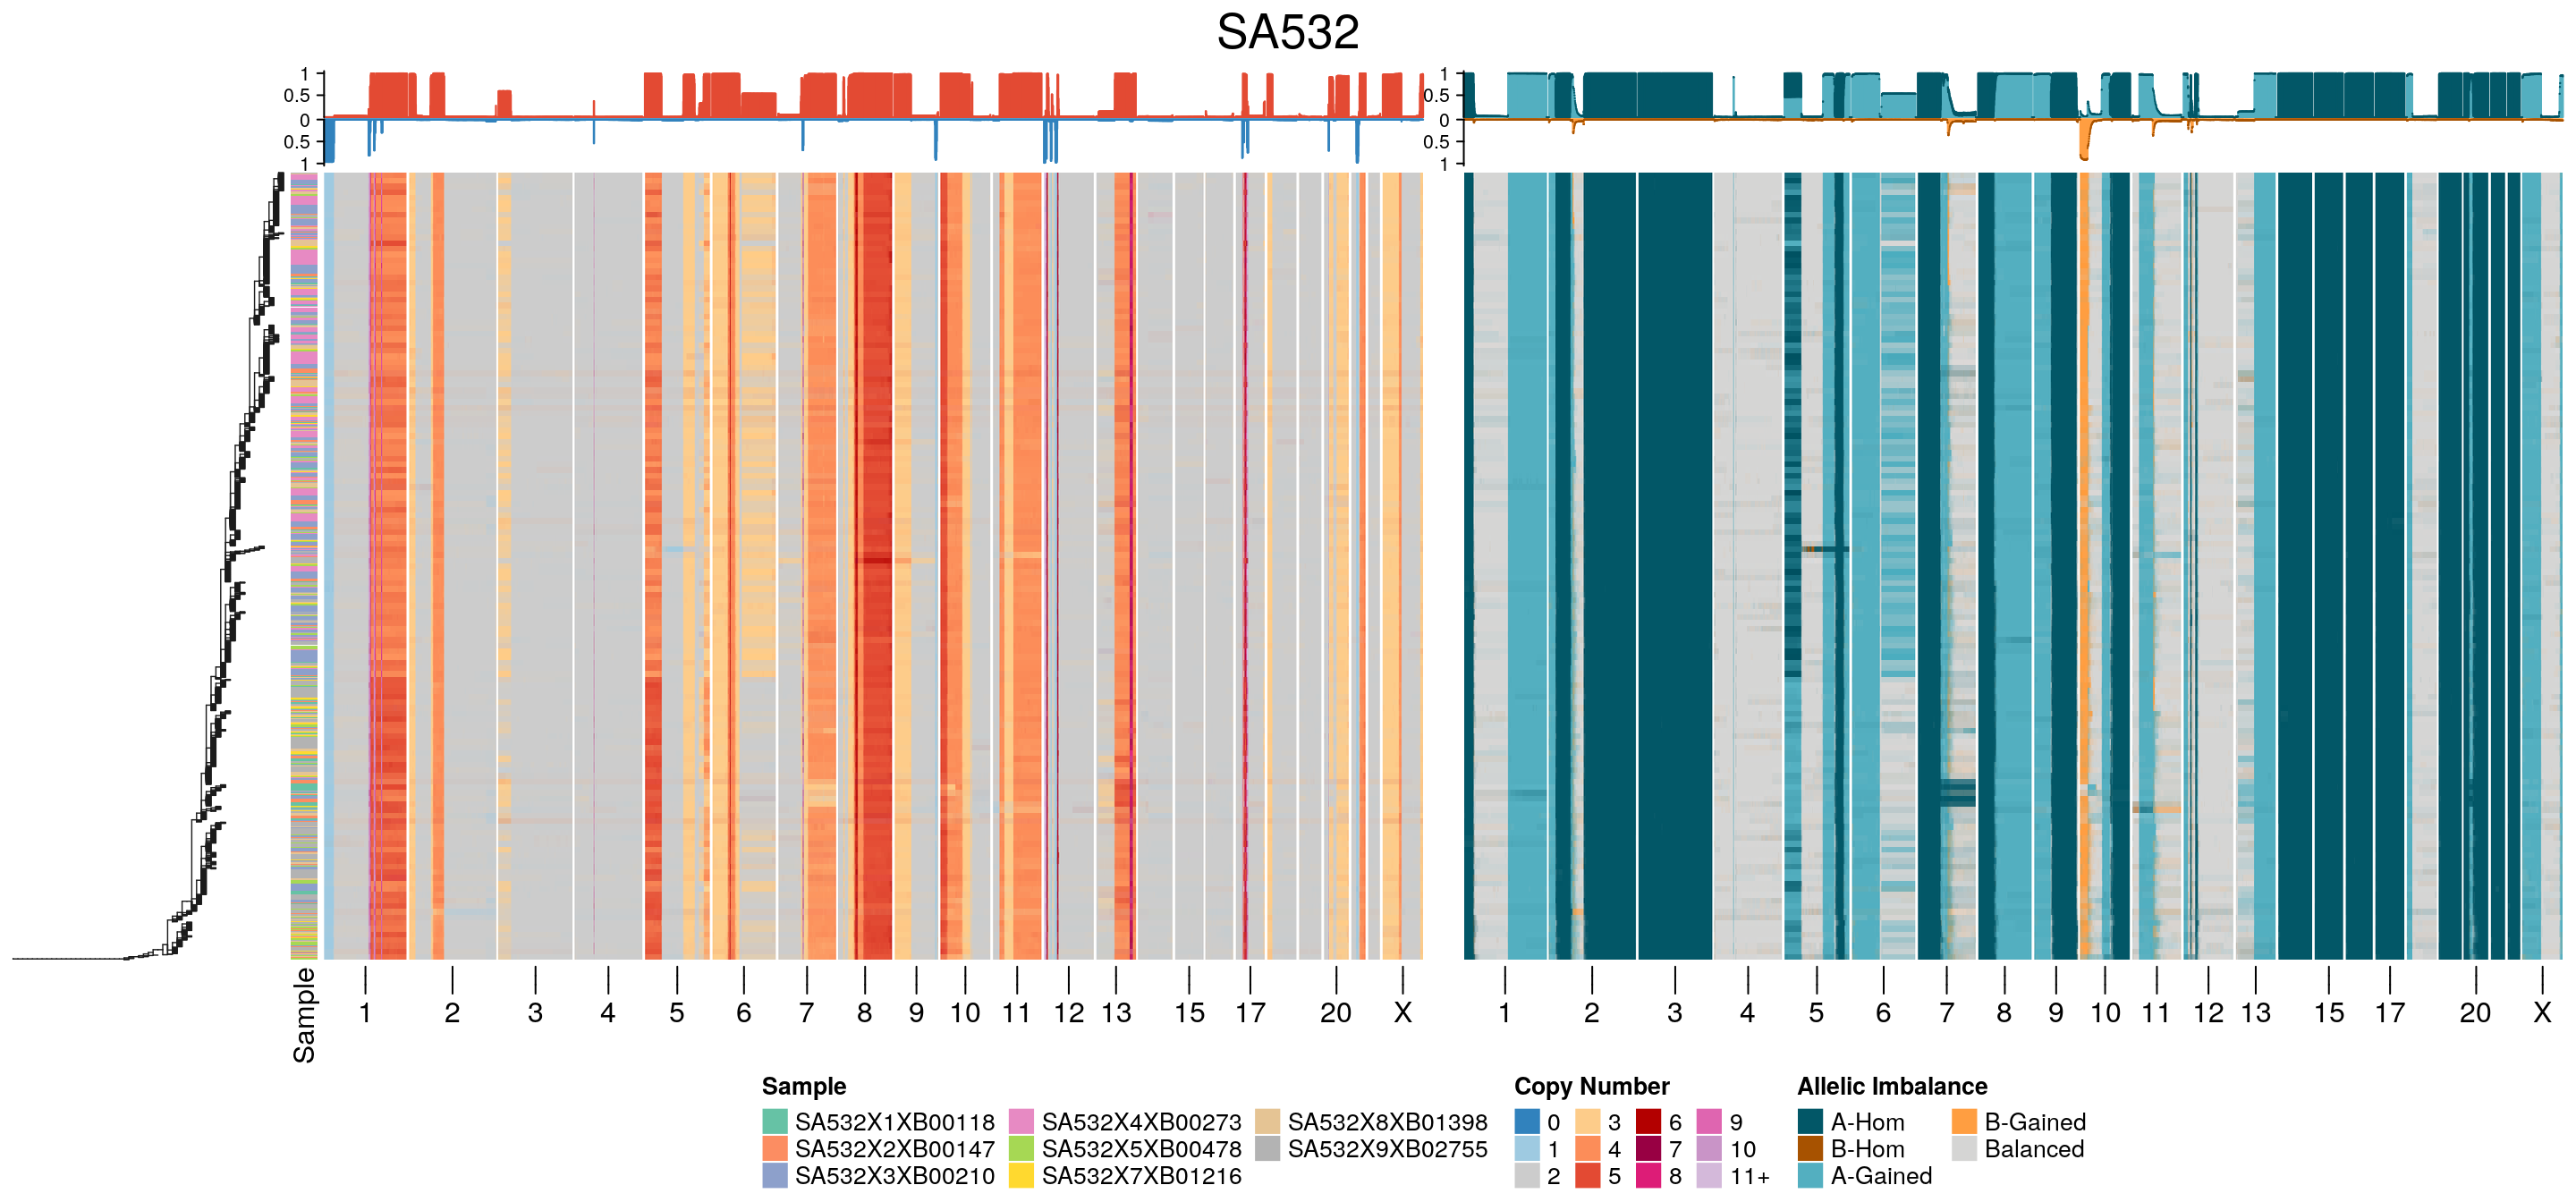 SA532
1
0.5
0
0.5
1
1
0.5
0
0.5
1
Sample
1 2 3 4 5 6 7 8 9 10 11 12 13 15 17 20 X
1 2 3 4 5 6 7 8 9 10 11 12 13 15 17 20 X
Sample
SA532X1XB00118
SA532X2XB00147
SA532X3XB00210
SA532X4XB00273
SA532X5XB00478
SA532X7XB01216
SA532X8XB01398
SA532X9XB02755
Copy Number
0
1
2
3
4
5
6
7
8
9
10
11+
Allelic Imbalance
A-Hom
B-Hom
A-Gained
B-Gained
Balanced